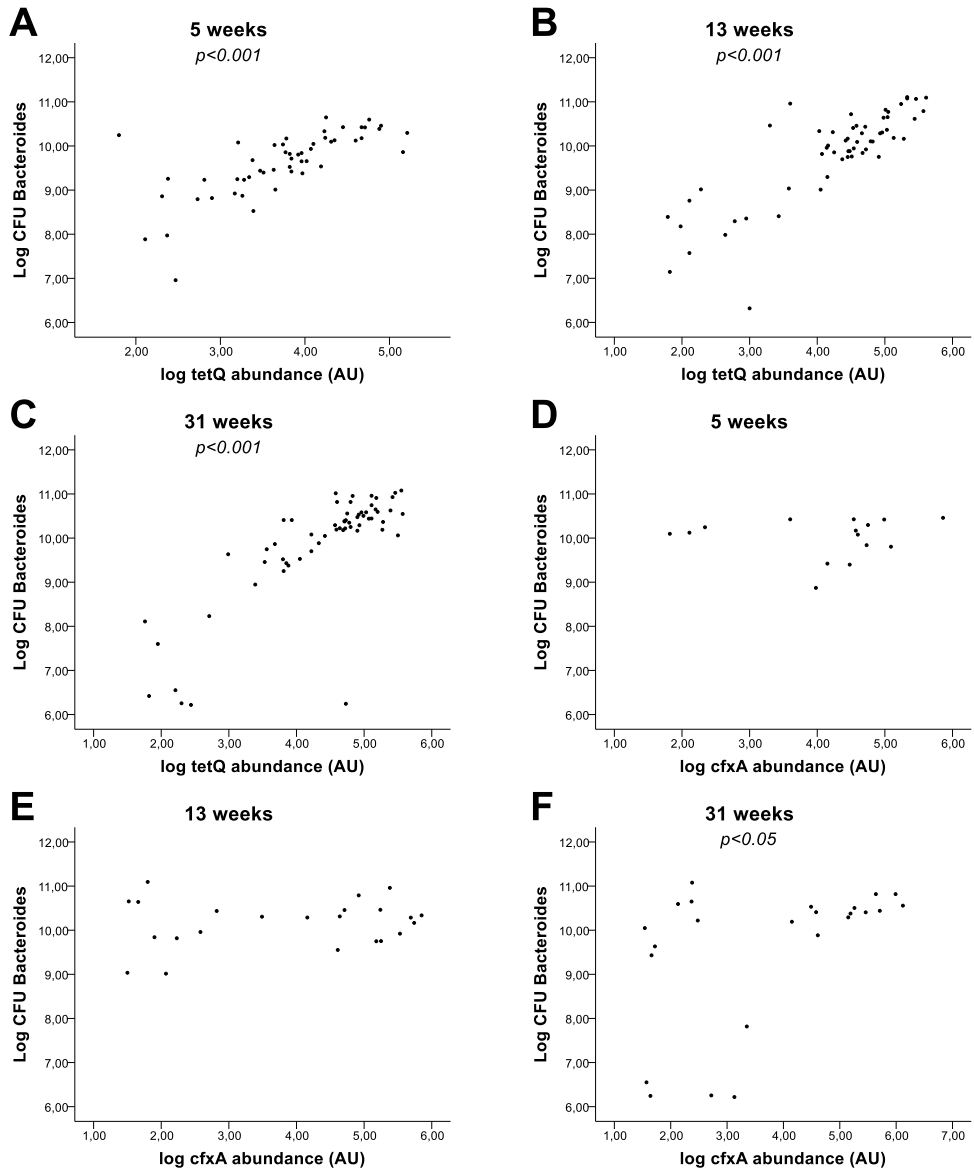 A
5 weeks
p<0.001
12,00
11,00
10,00
9,00
8,00
7,00
6,00
Log CFU Bacteroides
2,00 3,00 4,00 5,00
log tetQ abundance (AU)
B
13 weeks
p<0.001
12,00
11,00
10,00
9,00
8,00
7,00
6,00
Log CFU Bacteroides
1,00 2,00 3,00 4,00 5,00 6,00
log tetQ abundance (AU)
C
31 weeks
p<0.001
12,00
11,00
10,00
9,00
8,00
7,00
6,00
Log CFU Bacteroides
1,00 2,00 3,00 4,00 5,00 6,00
log tetQ abundance (AU)
D
5 weeks
12,00
11,00
10,00
9,00
8,00
7,00
6,00
Log CFU Bacteroides
1,00 2,00 3,00 4,00 5,00 6,00
log cfxA abundance (AU)
E
13 weeks
12,00
11,00
10,00
9,00
8,00
7,00
6,00
Log CFU Bacteroides
1,00 2,00 3,00 4,00 5,00 6,00
log cfxA abundance (AU)
F
31 weeks
p<0.05
12,00
11,00
10,00
9,00
8,00
7,00
6,00
Log CFU Bacteroides
1,00 2,00 3,00 4,00 5,00 6,00 7,00
log cfxA abundance (AU)